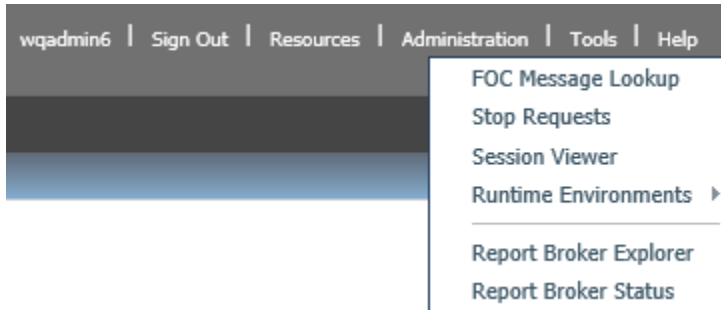 wqadmin6 | Sign Out | Resources | Administration | Tools | Help
FOC Message Lookup
Stop Requests
Session Viewer
Runtime Environments
Report Broker Explorer
Report Broker Status